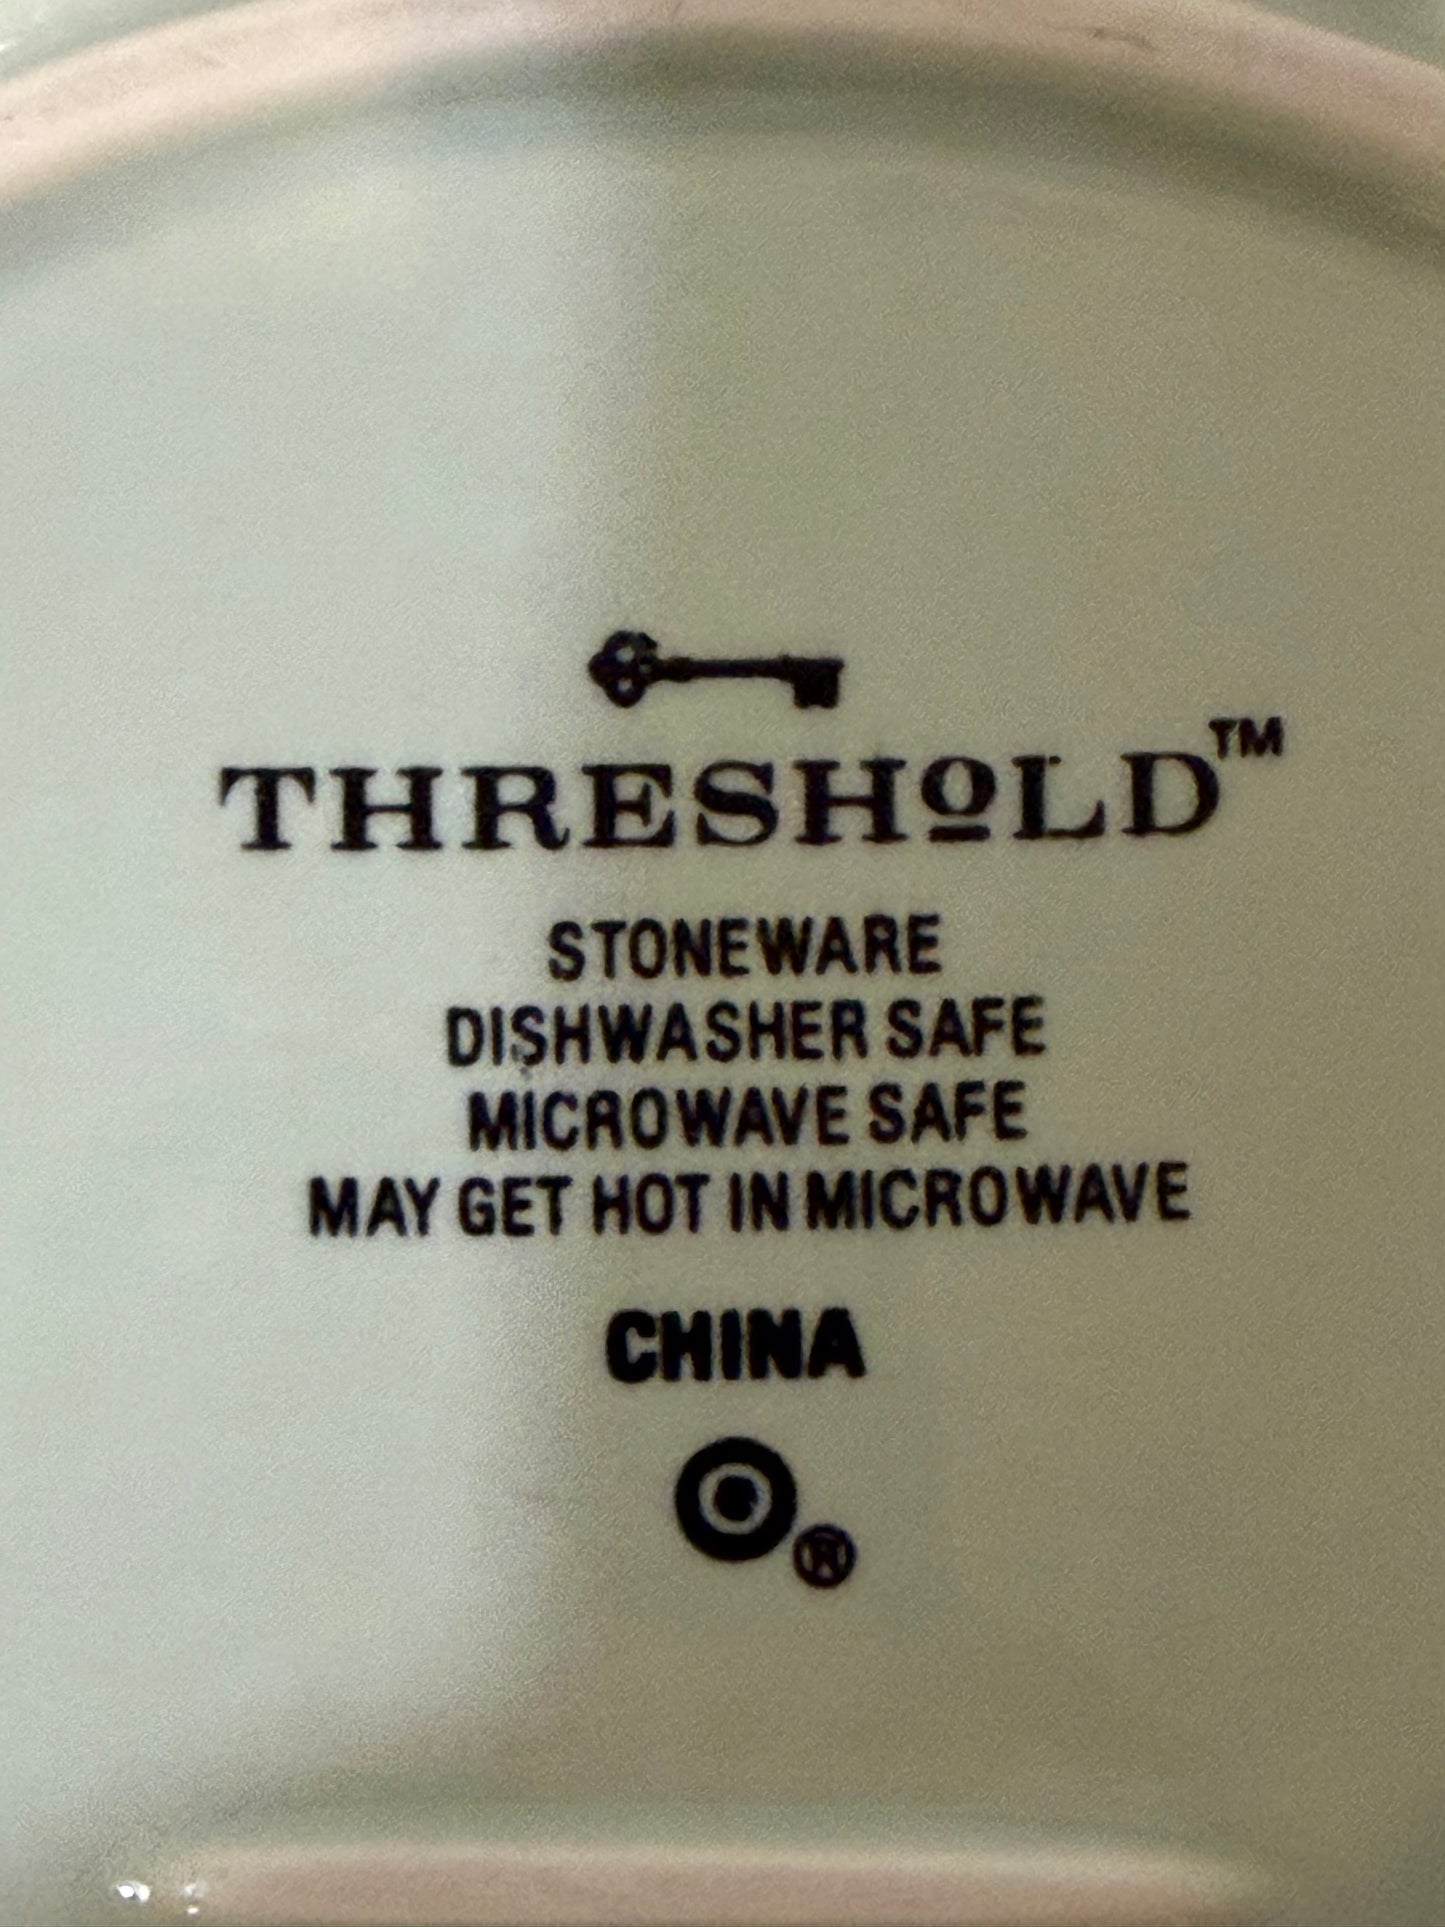 THRESHOLD™
STONEWARE
DISHWASHER SAFE
MICROWAVE SAFE
MAY GET HOT IN MICROWAVE
CHINA
®